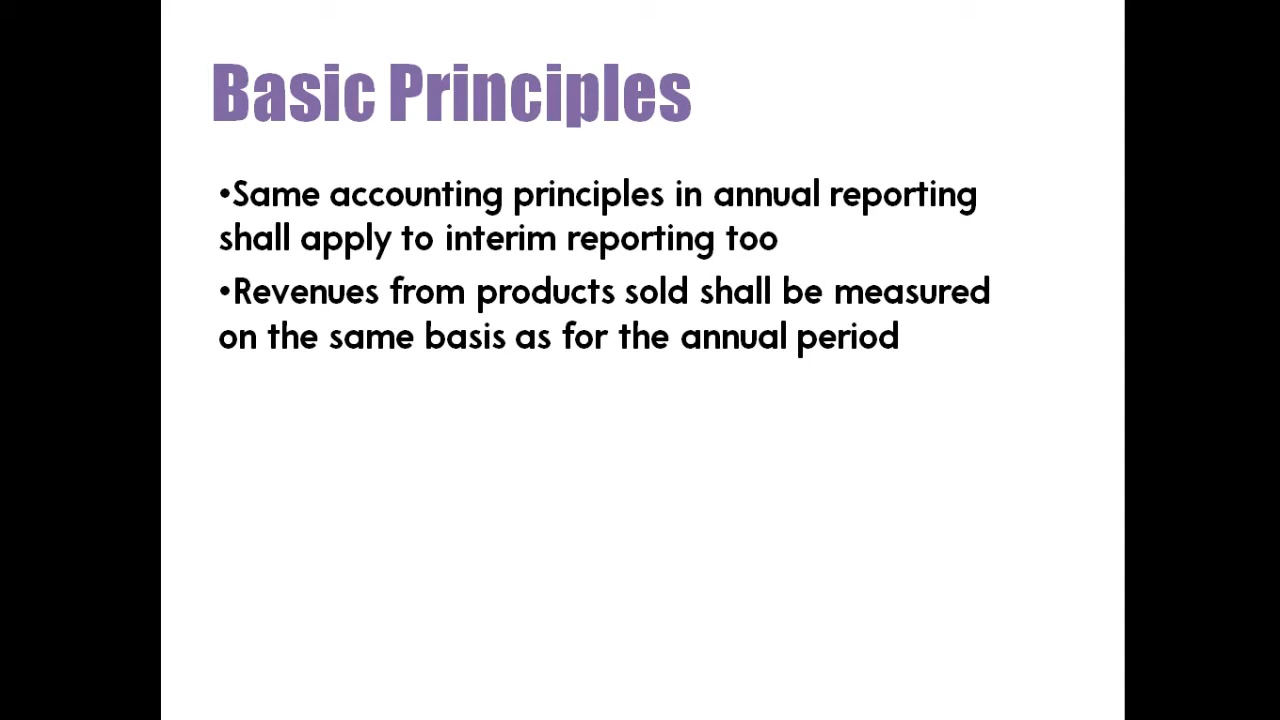 Basic Principles
•Same accounting principles in annual reporting
shall apply to interim reporting too
•Revenues from products sold shall be measured
on the same basis as for the annual period